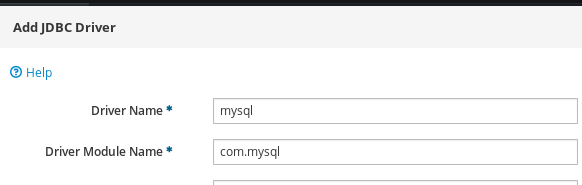 Add JDBC Driver
Help
Driver Name * mysql
Driver Module Name * com.mysql